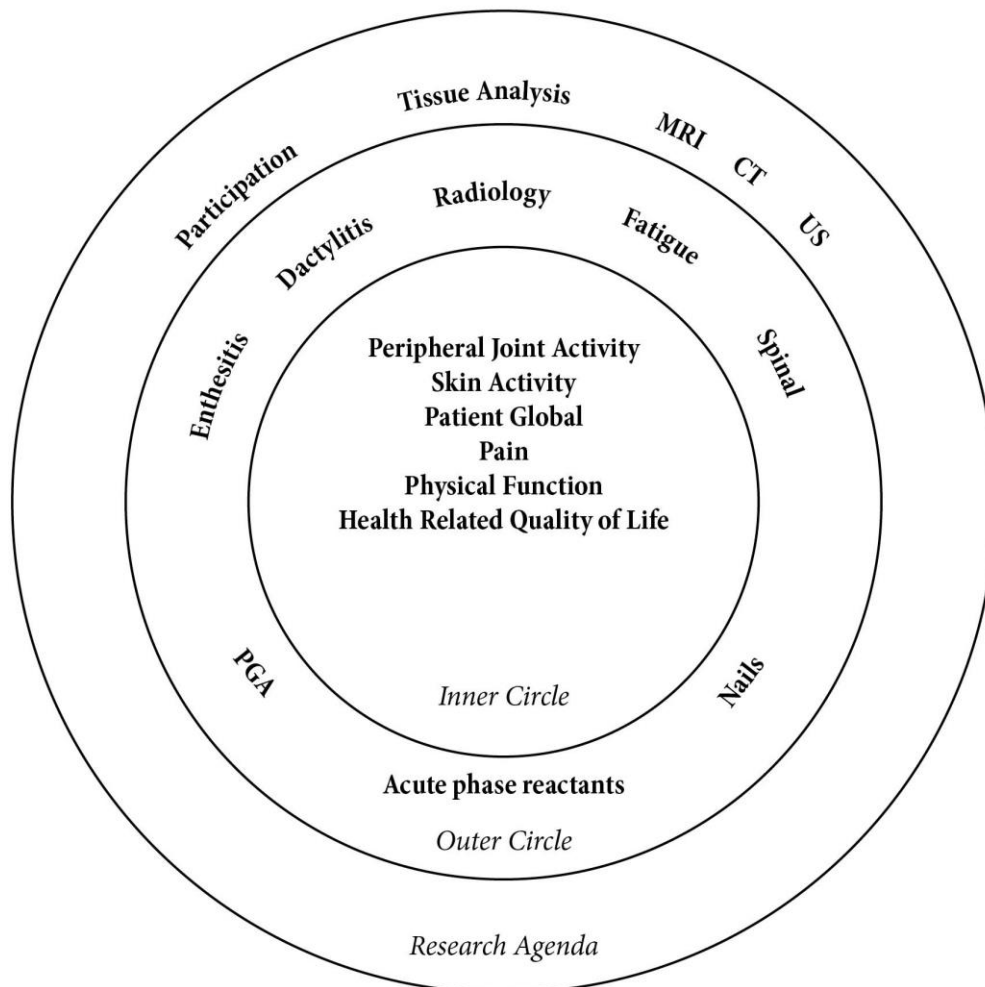 Tissue Analysis
MRI
CT
US
Participation
Radiology
Fatigue
Dactylitis
Spinal
Enthesitis
Peripheral Joint Activity
Skin Activity
Patient Global
Pain
Physical Function
Health Related Quality of Life
PGA
Nails
Inner Circle
Acute phase reactants
Outer Circle
Research Agenda